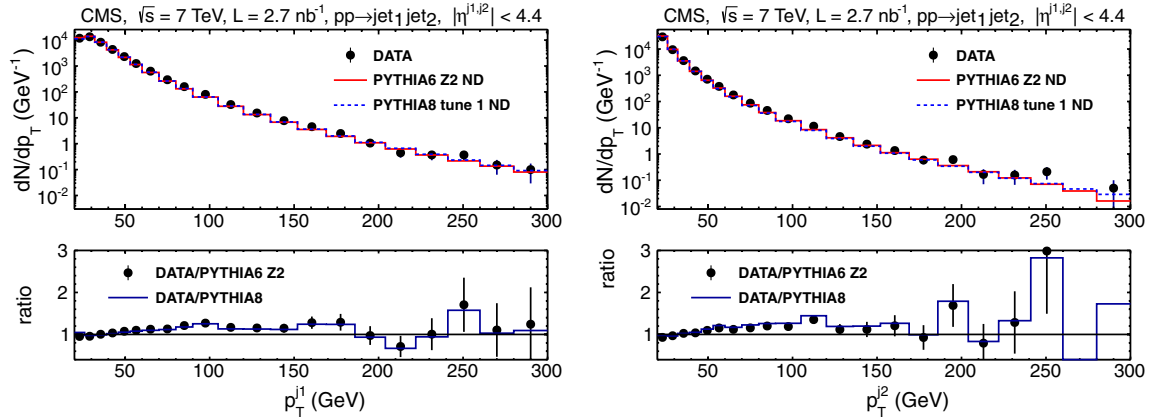 CMS, √s = 7 TeV, L = 2.7 nb⁻¹, pp→jet₁ jet₂, |η^{j1,j2}| < 4.4
dN/dp_T (GeV⁻¹)
10⁴
10³
10²
10
1
10⁻¹
10⁻²
DATA
PYTHIA6 Z2 ND
PYTHIA8 tune 1 ND
50 100 150 200 250 300
ratio
3
2
1
DATA/PYTHIA6 Z2
DATA/PYTHIA8
50 100 150 200 250 300
p_T^{j1} (GeV)
CMS, √s = 7 TeV, L = 2.7 nb⁻¹, pp→jet₁ jet₂, |η^{j1,j2}| < 4.4
dN/dp_T (GeV⁻¹)
10⁴
10³
10²
10
1
10⁻¹
10⁻²
DATA
PYTHIA6 Z2 ND
PYTHIA8 tune 1 ND
50 100 150 200 250 300
ratio
3
2
1
DATA/PYTHIA6 Z2
DATA/PYTHIA8
50 100 150 200 250 300
p_T^{j2} (GeV)